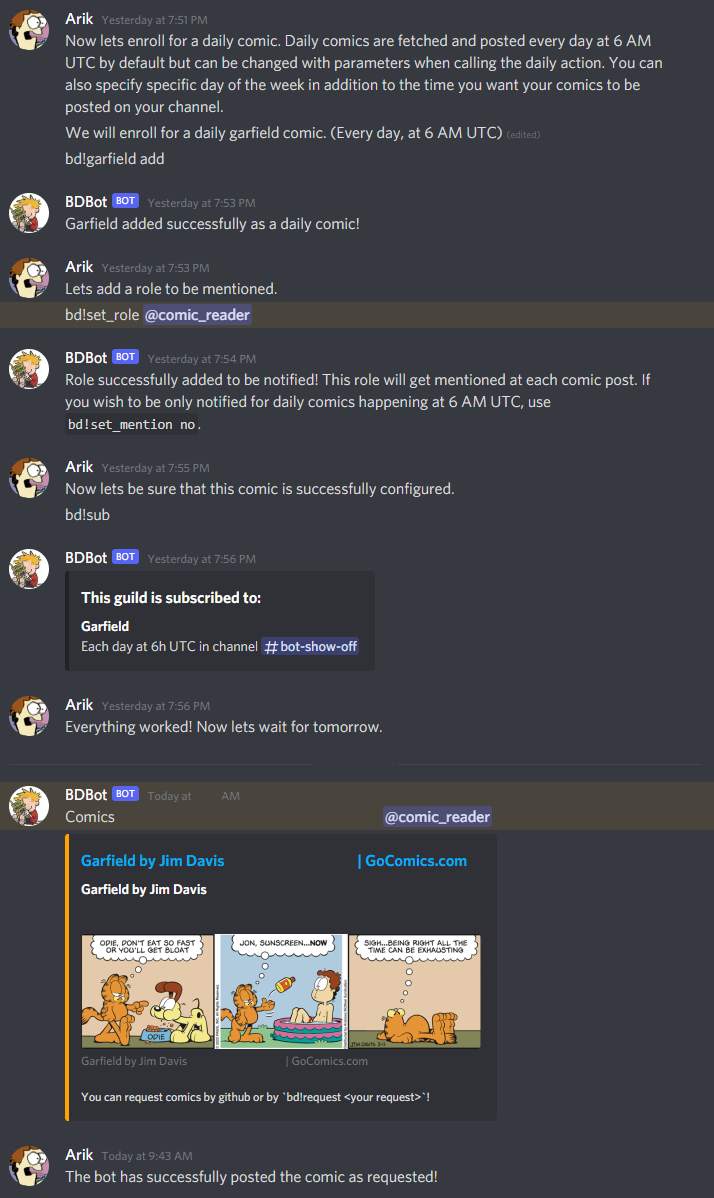 Arik Yesterday at 7:51 PM
Now lets enroll for a daily comic. Daily comics are fetched and posted every day at 6 AM
UTC by default but can be changed with parameters when calling the daily action. You can
also specify specific day of the week in addition to the time you want your comics to be
posted on your channel.
We will enroll for a daily garfield comic. (Every day, at 6 AM UTC) (edited)
bd!garfield add
BDBot BOT Yesterday at 7:53 PM
Garfield added successfully as a daily comic!
Arik Yesterday at 7:53 PM
Lets add a role to be mentioned.
bd!set_role @comic_reader
BDBot BOT Yesterday at 7:54 PM
Role successfully added to be notified! This role will get mentioned at each comic post. If
you wish to be only notified for daily comics happening at 6 AM UTC, use
bd!set_mention no.
Arik Yesterday at 7:55 PM
Now lets be sure that this comic is successfully configured.
bd!sub
BDBot BOT Yesterday at 7:56 PM
This guild is subscribed to:
Garfield
Each day at 6h UTC in channel #bot-show-off
Arik Yesterday at 7:56 PM
Everything worked! Now lets wait for tomorrow.
BDBot BOT Today at AM
Comics @comic_reader
Garfield by Jim Davis | GoComics.com
Garfield by Jim Davis
ODIE, DON'T EAT SO FAST
OR YOU'LL GET BLOAT
JON, SUNSCREEN...NOW
SIGH...BEING RIGHT ALL THE
TIME CAN BE EXHAUSTING
ODIE
Garfield by Jim Davis | GoComics.com
You can request comics by github or by `bd!request <your request>`!
Arik Today at 9:43 AM
The bot has successfully posted the comic as requested!